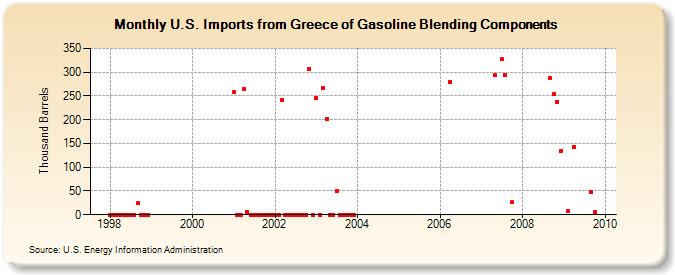 Monthly U.S. Imports from Greece of Gasoline Blending Components
Thousand Barrels
350
300
250
200
150
100
50
0
1998 2000 2002 2004 2006 2008 2010
Source: U.S. Energy Information Administration